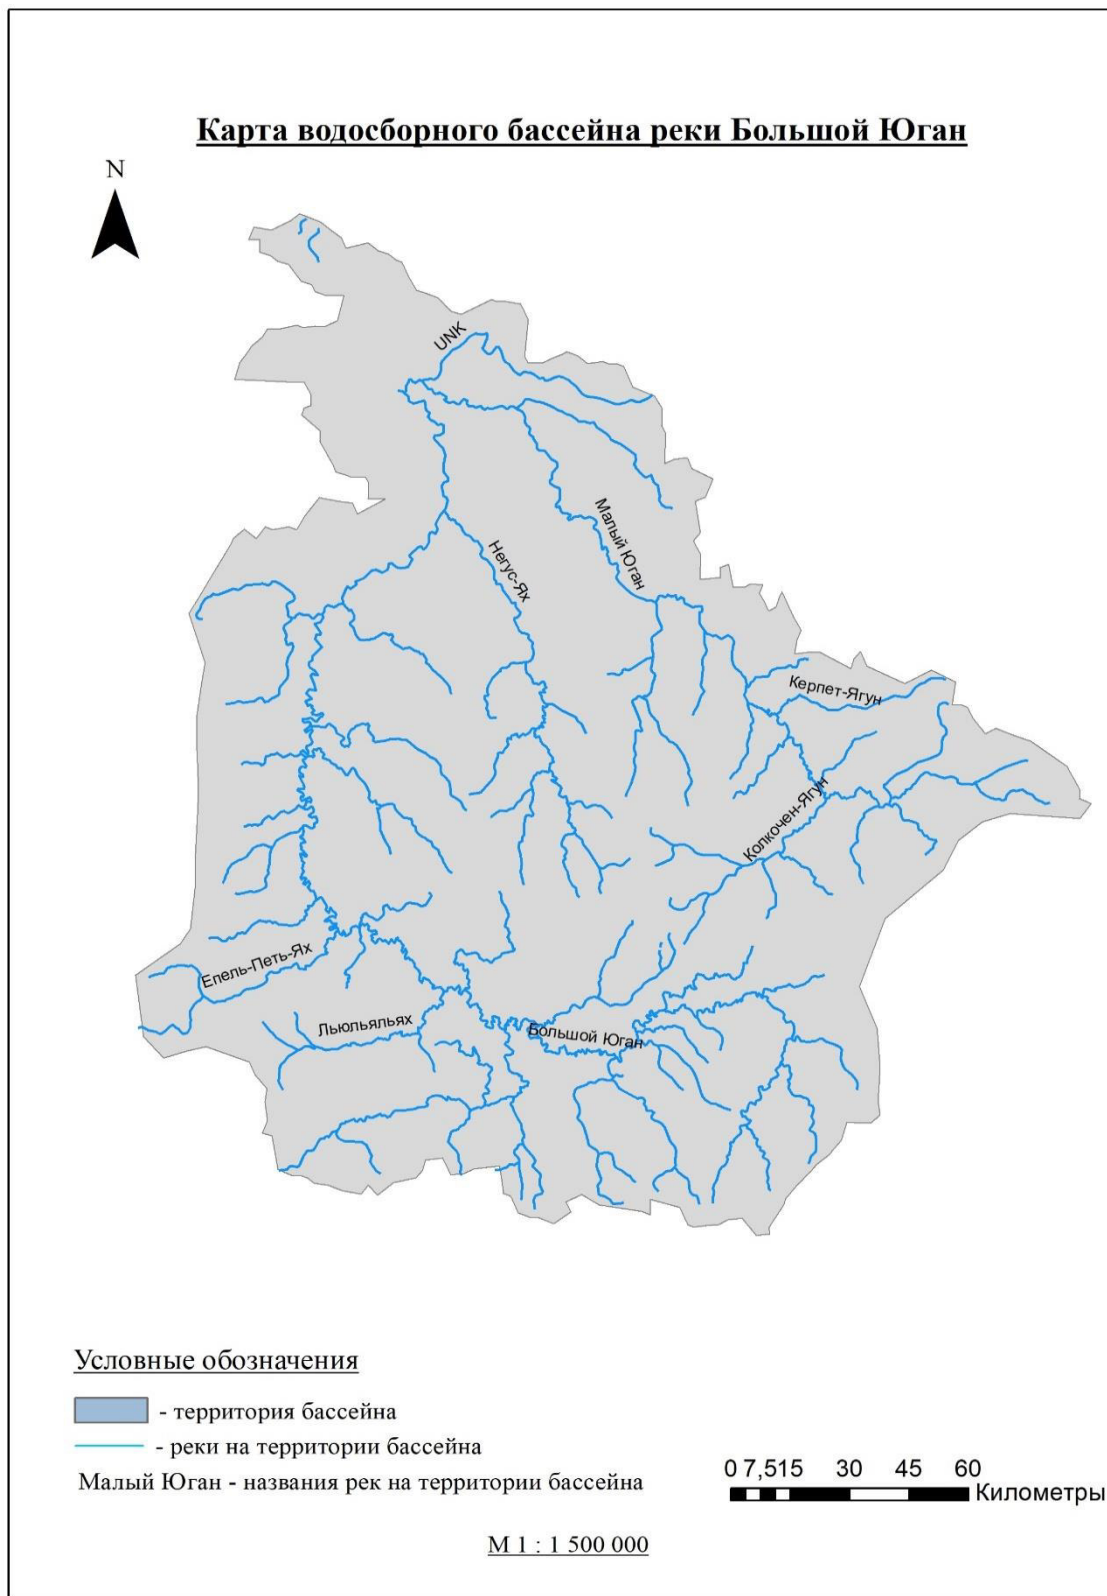 Карта водосборного бассейна реки Большой Юган
N
UNK
Малый Юган
Негус-Ях
Керпет-Ягун
Колкочен-Ягун
Епель-Петь-Ях
Льюльяльях
Большой Юган
Условные обозначения
- территория бассейна
- реки на территории бассейна
Малый Юган - названия рек на территории бассейна
0 7,515 30 45 60
Километры
М 1 : 1 500 000